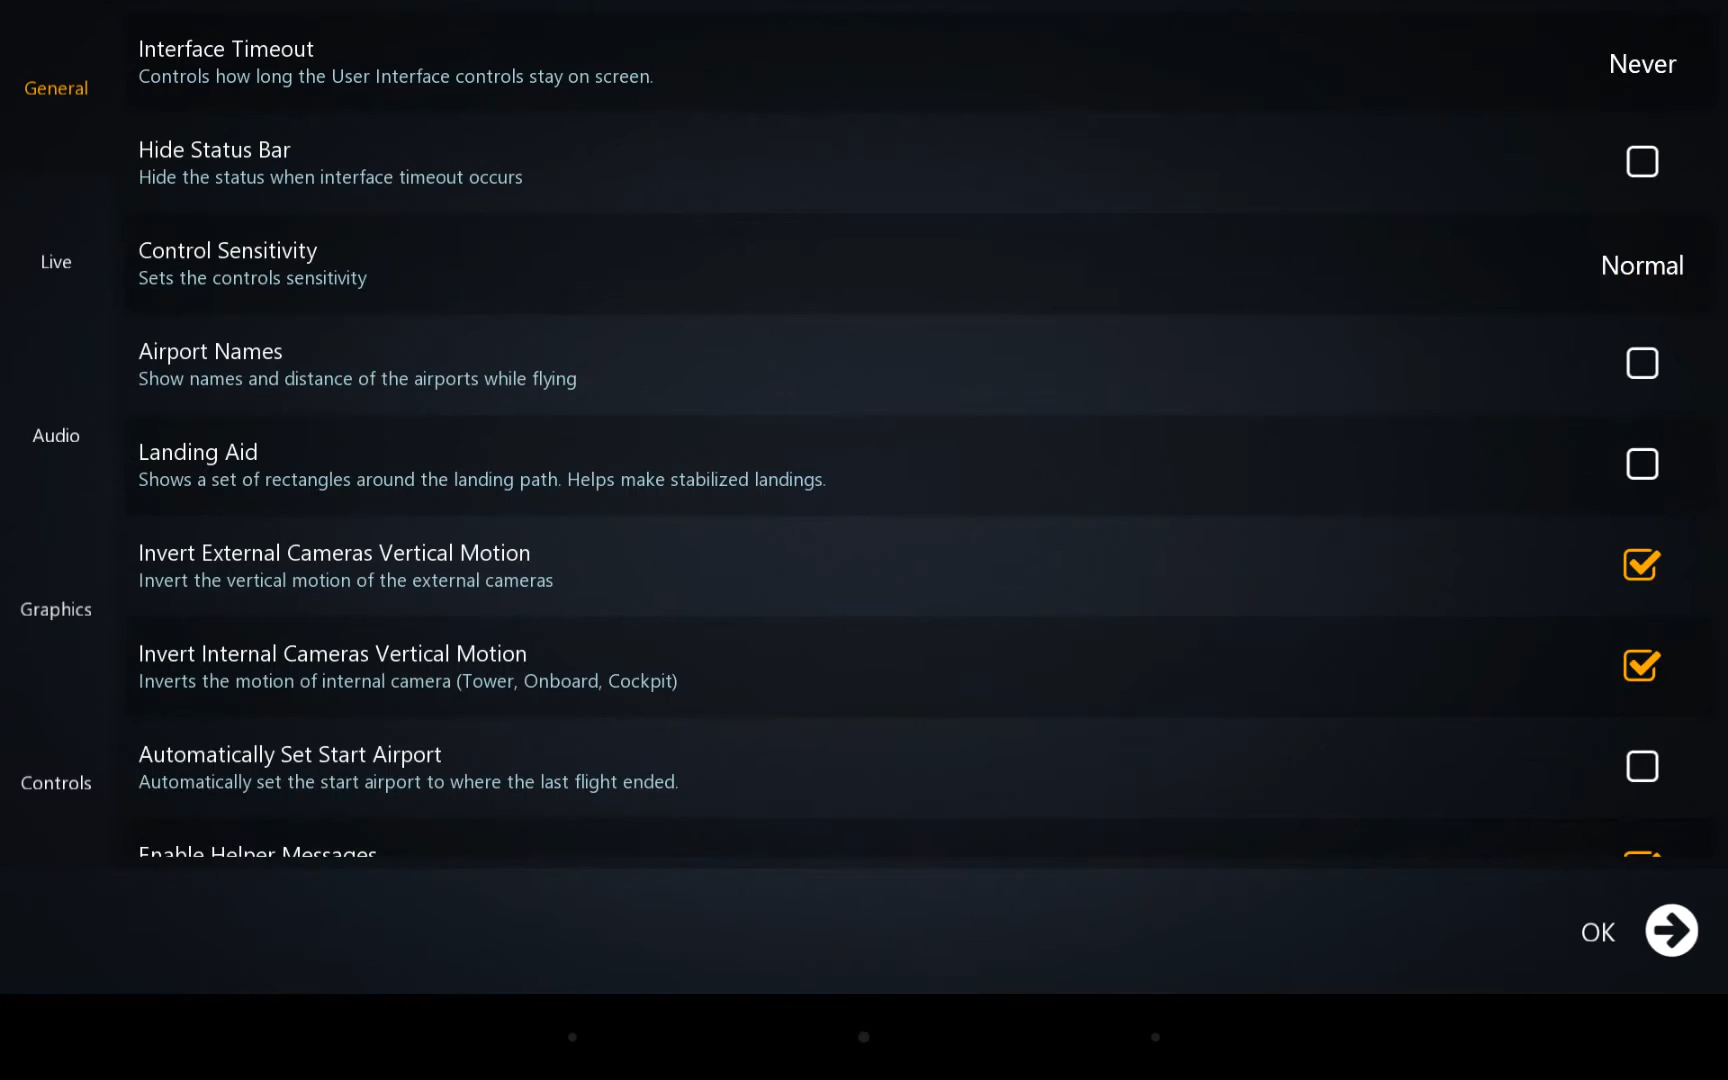 General
Live
Audio
Graphics
Controls
Interface Timeout
Controls how long the User Interface controls stay on screen.
Never
Hide Status Bar
Hide the status when interface timeout occurs
Control Sensitivity
Sets the controls sensitivity
Normal
Airport Names
Show names and distance of the airports while flying
Landing Aid
Shows a set of rectangles around the landing path. Helps make stabilized landings.
Invert External Cameras Vertical Motion
Invert the vertical motion of the external cameras
Invert Internal Cameras Vertical Motion
Inverts the motion of internal camera (Tower, Onboard, Cockpit)
Automatically Set Start Airport
Automatically set the start airport to where the last flight ended.
Enable Helper Messages
OK